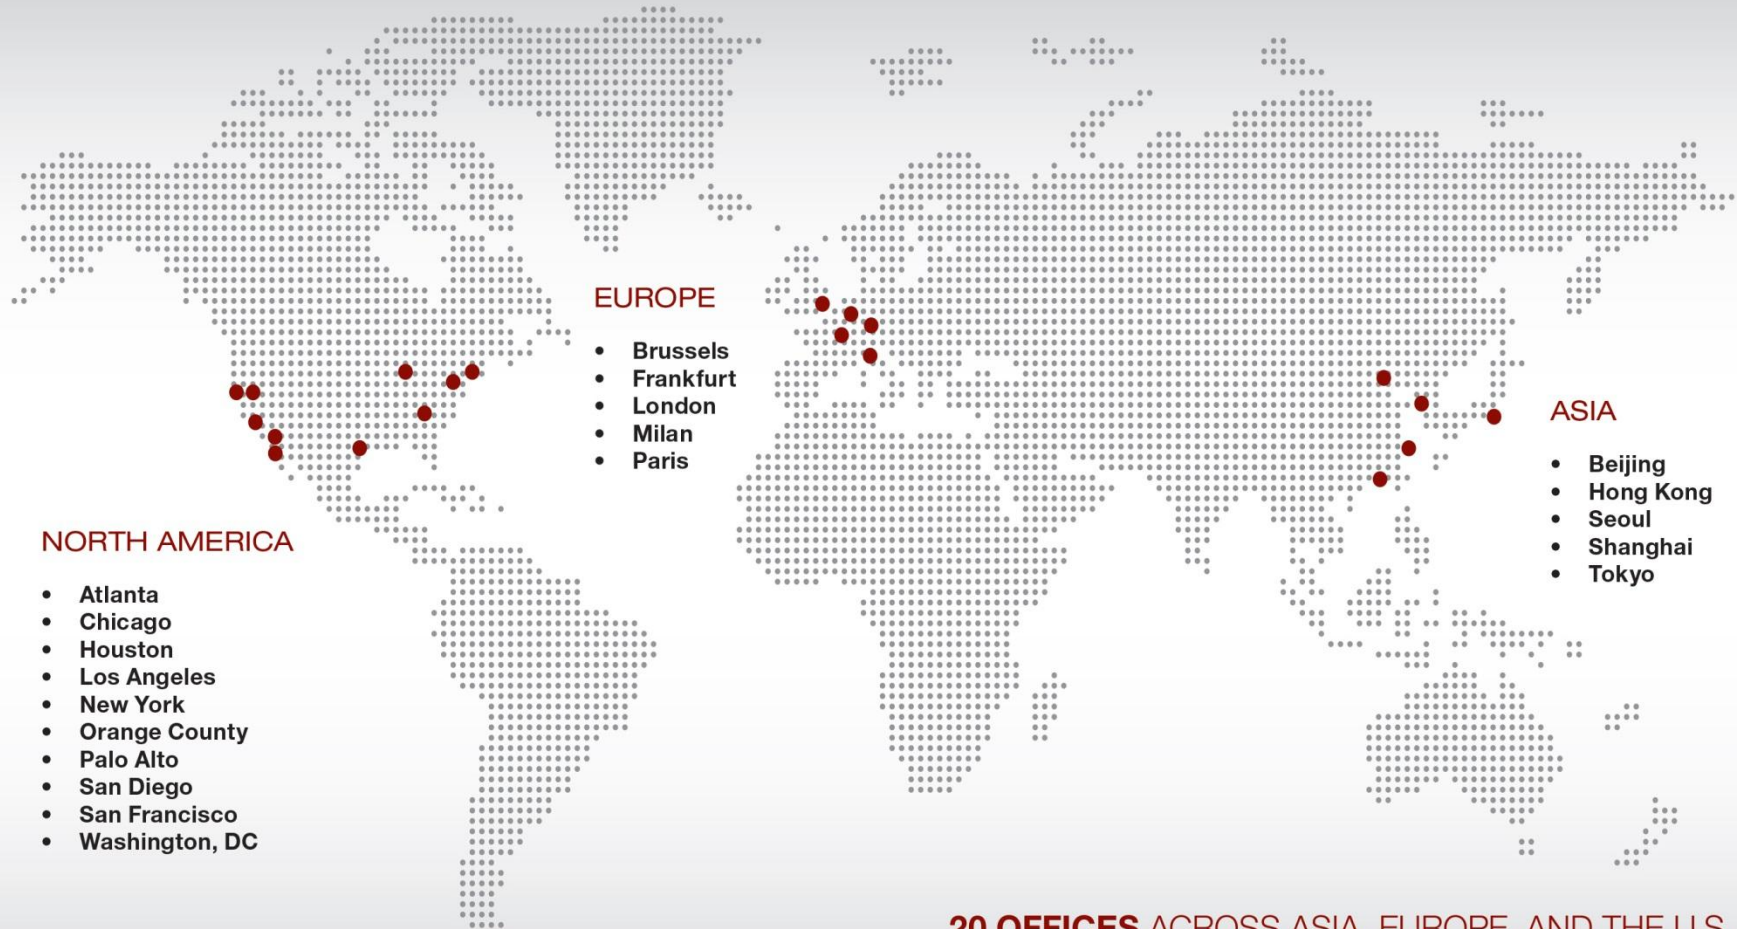 EUROPE
• Brussels
• Frankfurt
• London
• Milan
• Paris
ASIA
• Beijing
• Hong Kong
• Seoul
• Shanghai
• Tokyo
NORTH AMERICA
• Atlanta
• Chicago
• Houston
• Los Angeles
• New York
• Orange County
• Palo Alto
• San Diego
• San Francisco
• Washington, DC
20 OFFICES ACROSS ASIA, EUROPE, AND THE U.S.